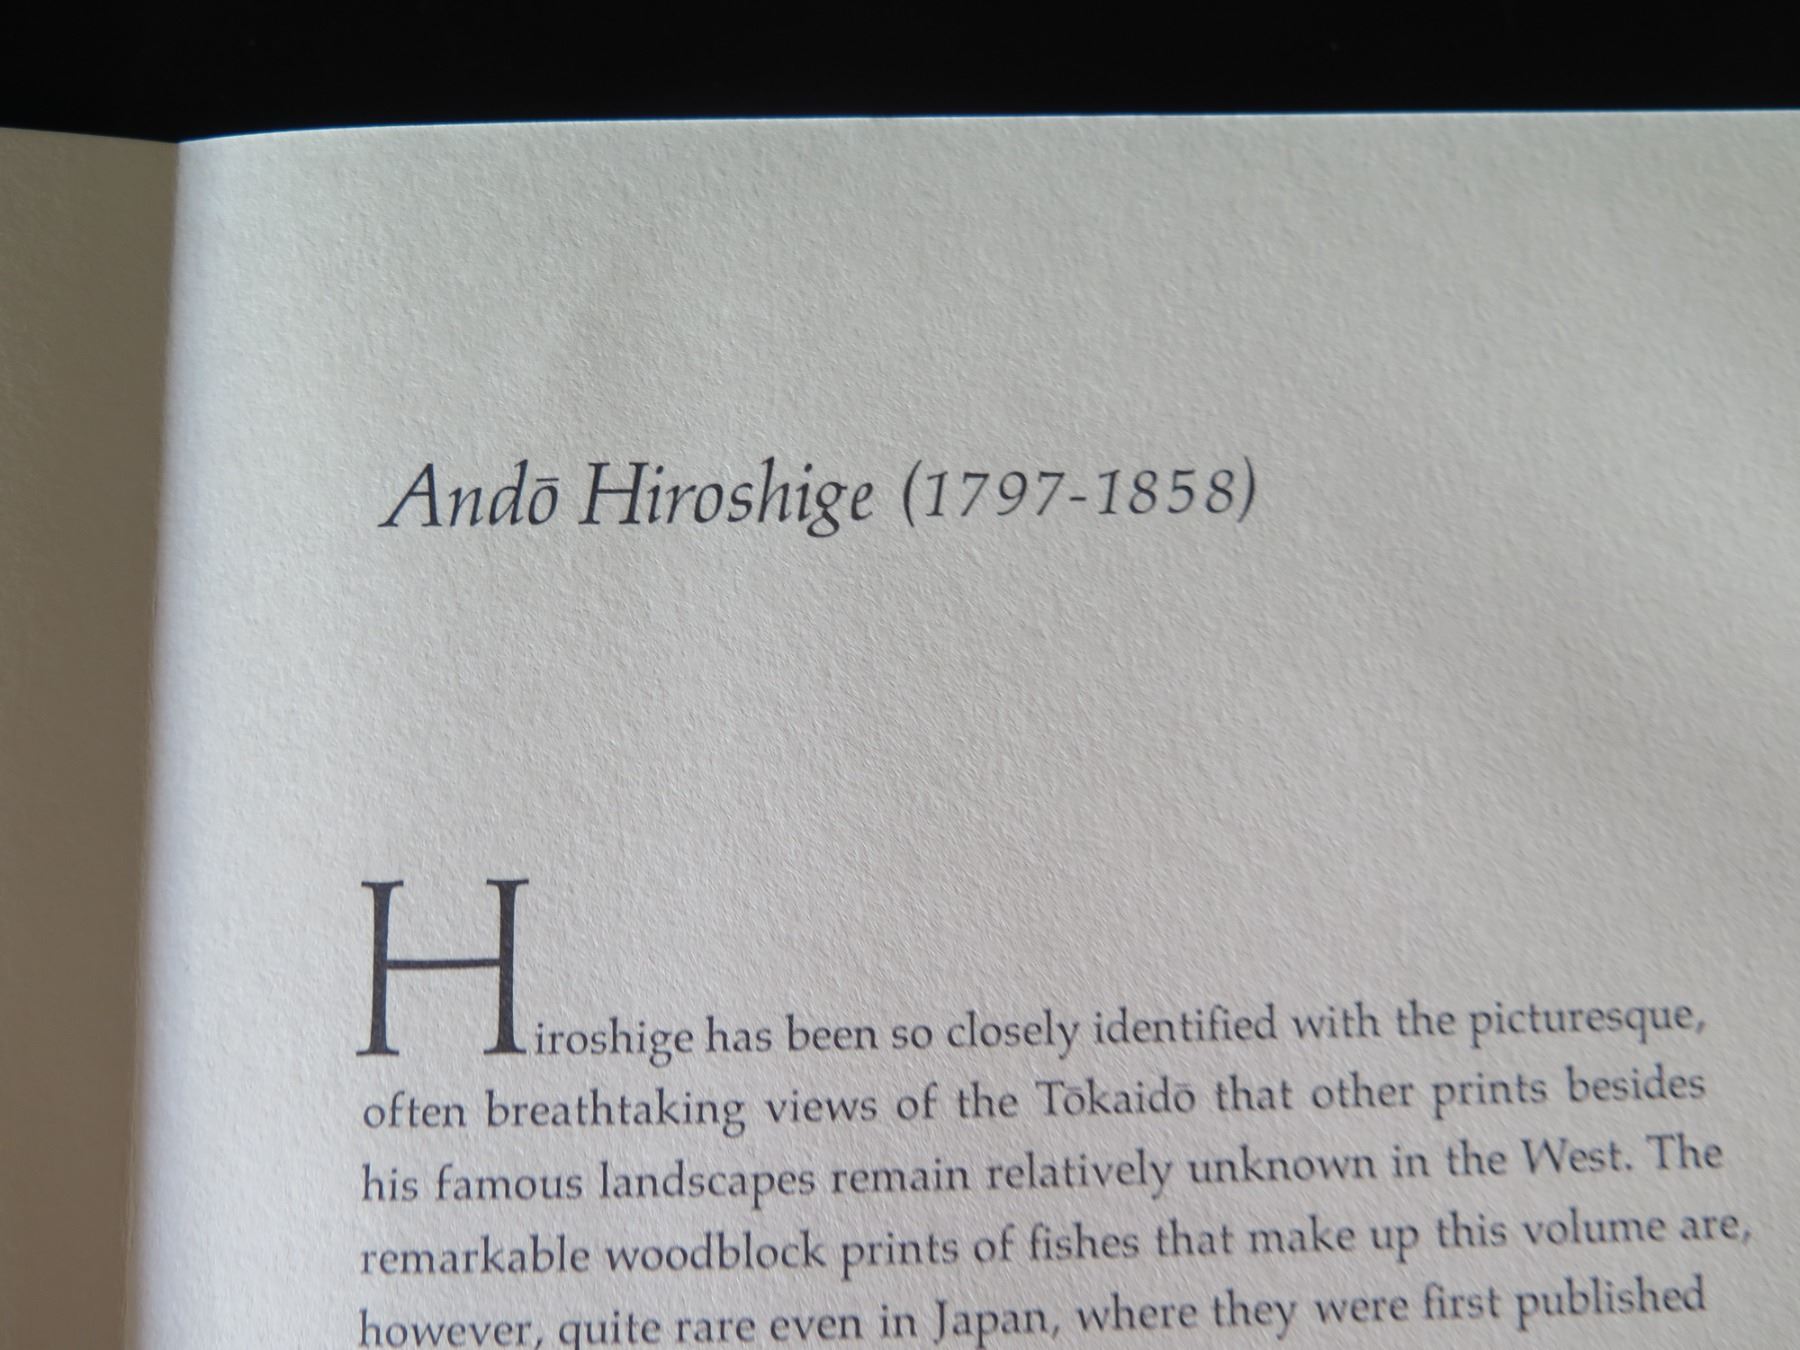 Andō Hiroshige (1797-1858)
Hiroshige has been so closely identified with the picturesque,
often breathtaking views of the Tōkaidō that other prints besides
his famous landscapes remain relatively unknown in the West. The
remarkable woodblock prints of fishes that make up this volume are,
however, quite rare even in Japan, where they were first published